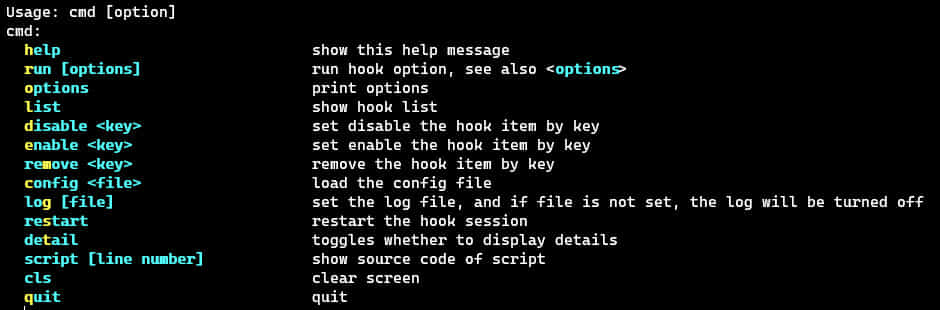 Usage: cmd [option]
cmd:
help show this help message
run [options] run hook option, see also <options>
options print options
list show hook list
disable <key> set disable the hook item by key
enable <key> set enable the hook item by key
remove <key> remove the hook item by key
config <file> load the config file
log [file] set the log file, and if file is not set, the log will be turned off
restart restart the hook session
detail toggles whether to display details
script [line number] show source code of script
cls clear screen
quit quit